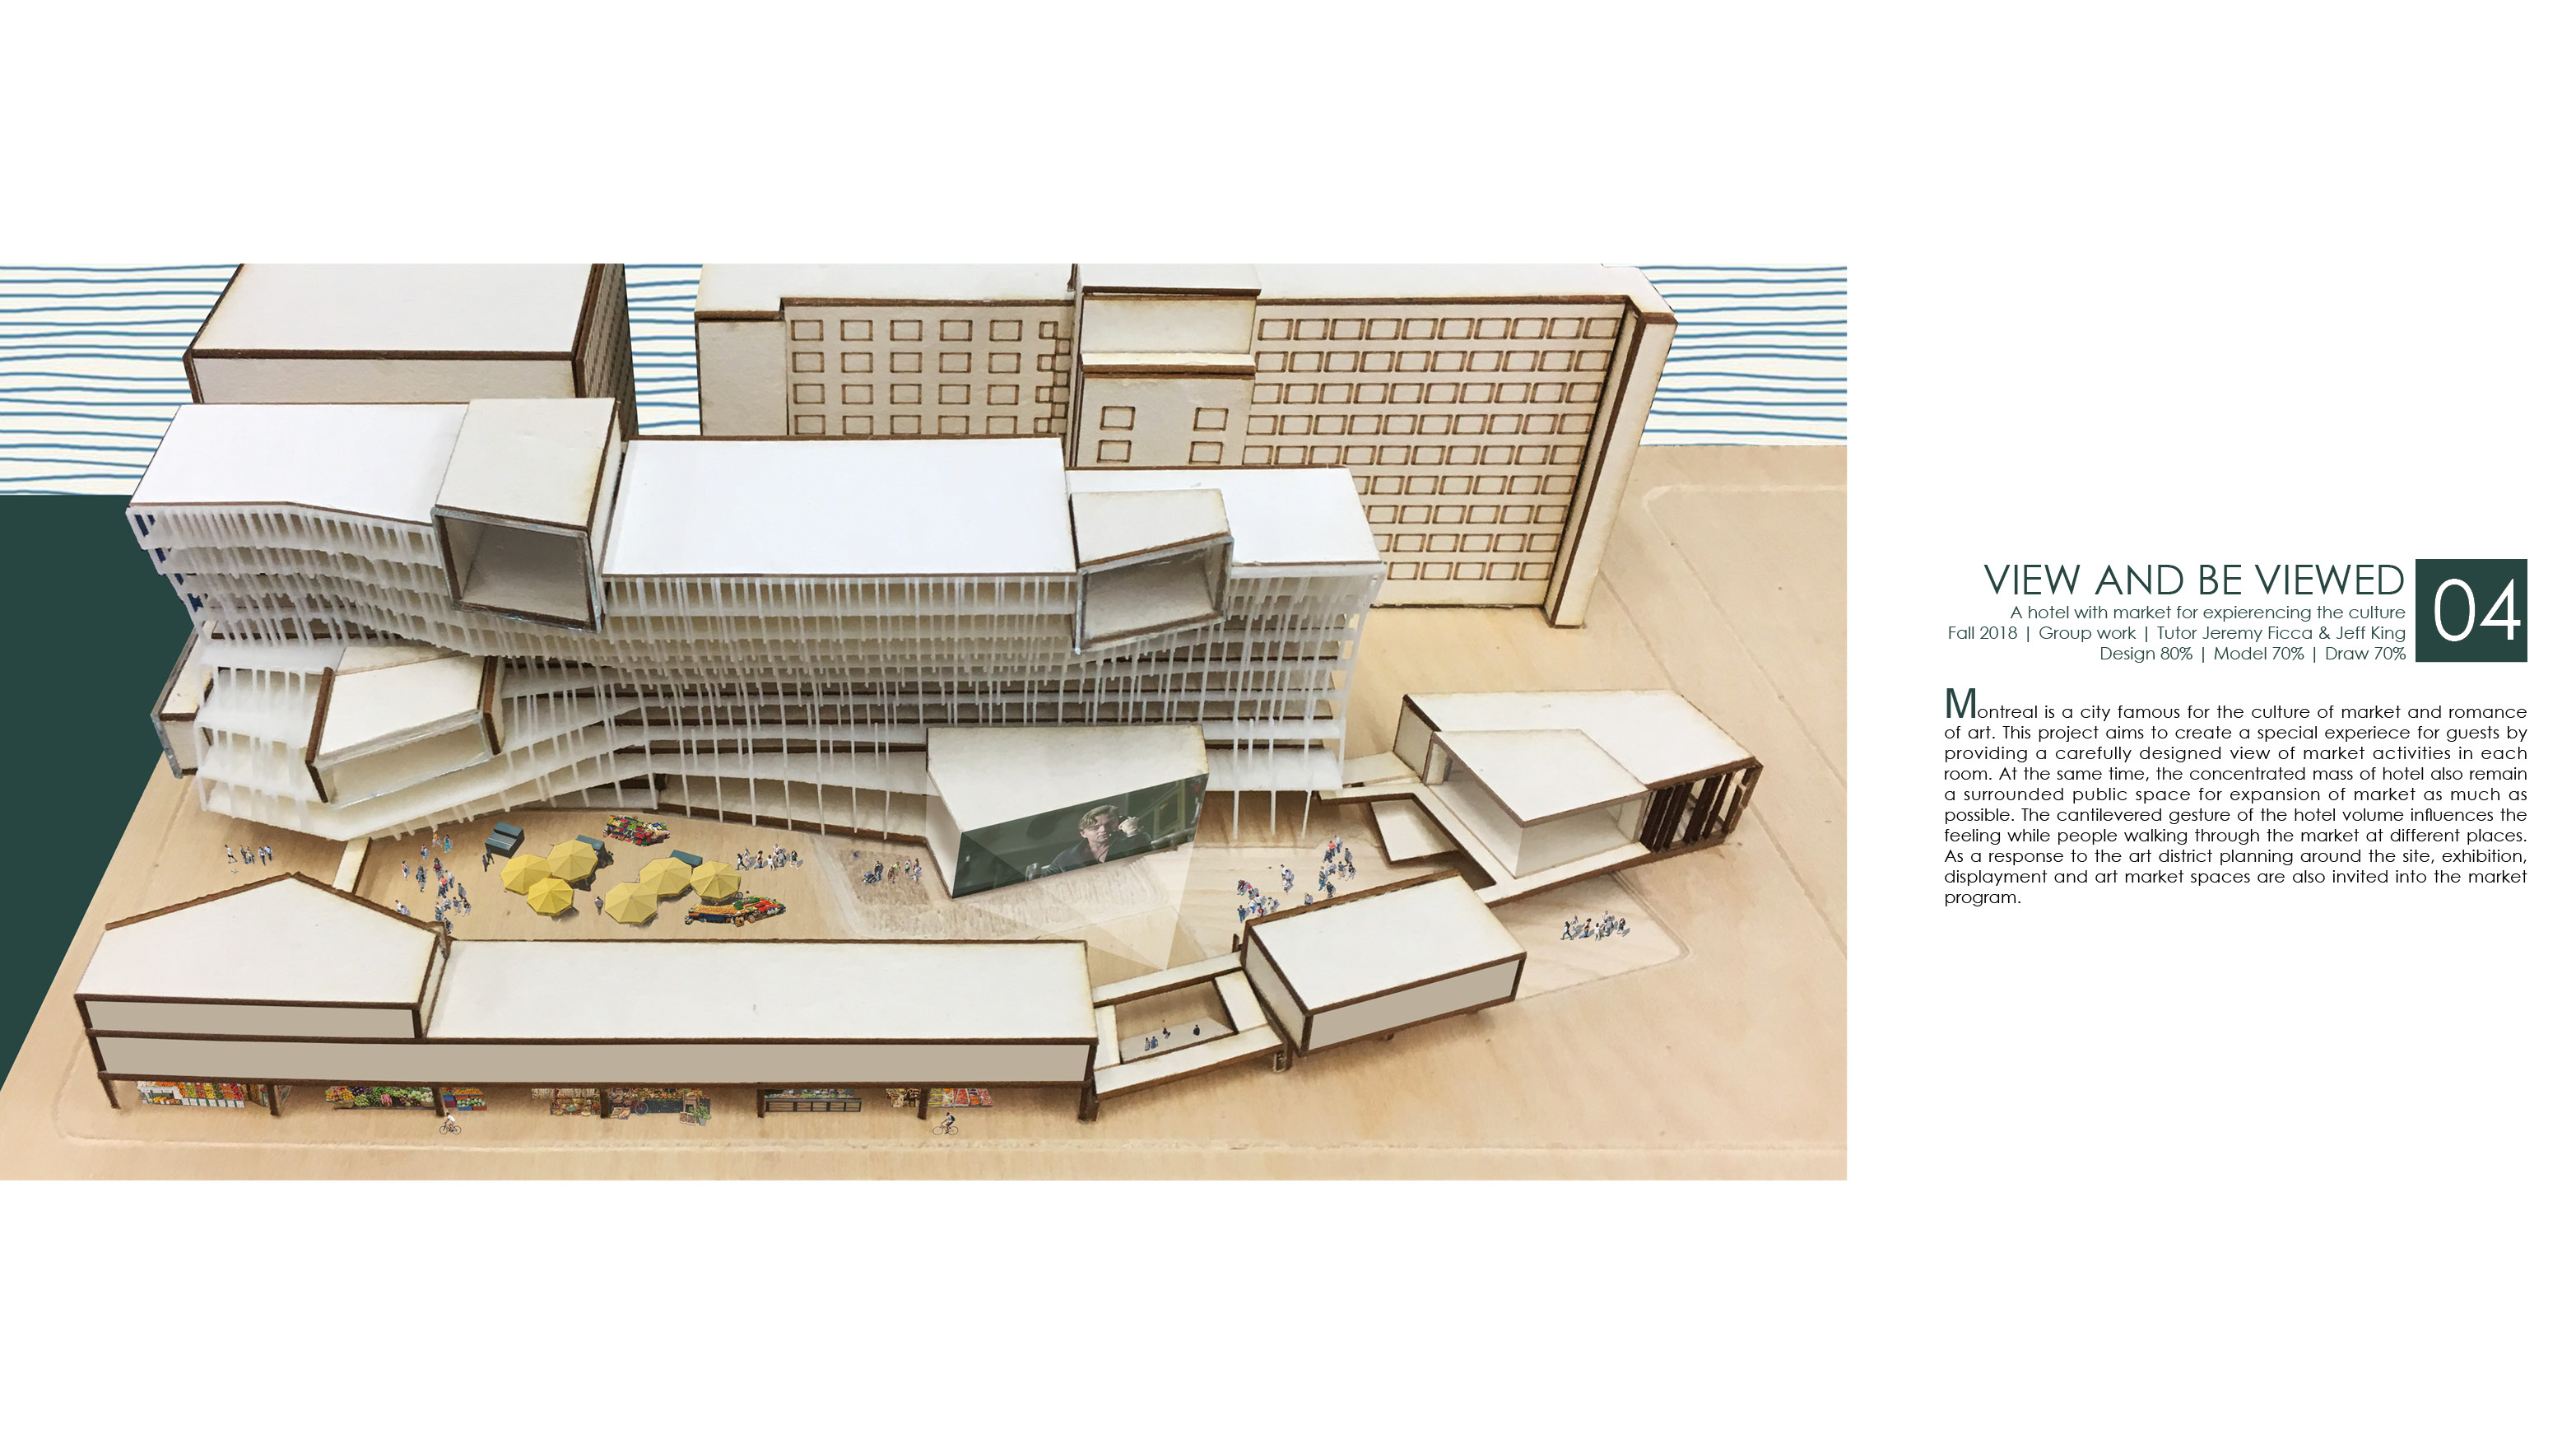 VIEW AND BE VIEWED
04
A hotel with market for expierencing the culture
Fall 2018 | Group work | Tutor Jeremy Ficca & Jeff King
Design 80% | Model 70% | Draw 70%
Montreal is a city famous for the culture of market and romance
of art. This project aims to create a special experiece for guests by
providing a carefully designed view of market activities in each
room. At the same time, the concentrated mass of hotel also remain
a surrounded public space for expansion of market as much as
possible. The cantilevered gesture of the hotel volume influences the
feeling while people walking through the market at different places.
As a response to the art district planning around the site, exhibition,
displayment and art market spaces are also invited into the market
program.